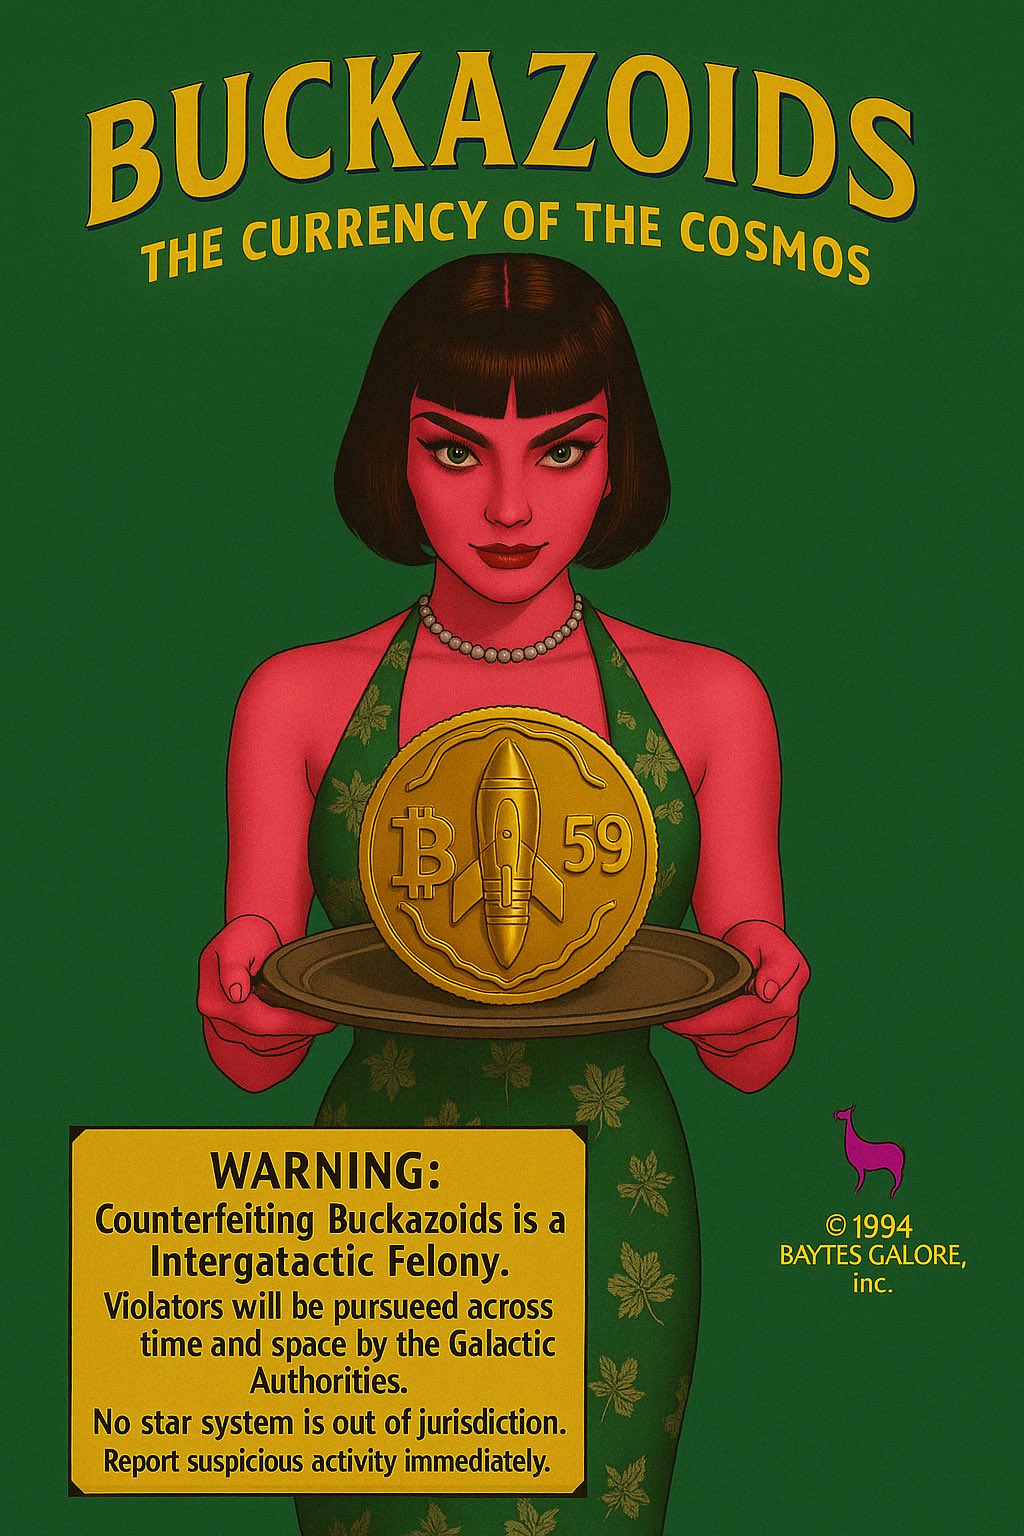 BUCKAZOIDS
THE CURRENCY OF THE COSMOS
₿ 59
WARNING:
Counterfeiting Buckazoids is a
Intergatactic Felony.
Violators will be pursueed across
time and space by the Galactic
Authorities.
No star system is out of jurisdiction.
Report suspicious activity immediately.
© 1994
BAYTES GALORE,
inc.